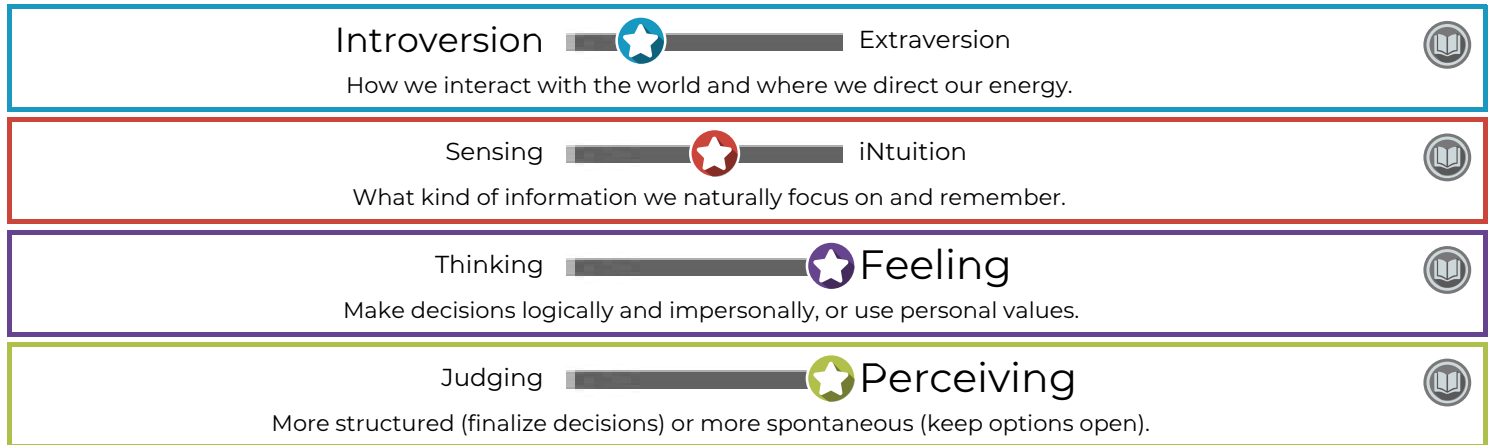 Introversion Extraversion
How we interact with the world and where we direct our energy.
Sensing iNtuition
What kind of information we naturally focus on and remember.
Thinking Feeling
Make decisions logically and impersonally, or use personal values.
Judging Perceiving
More structured (finalize decisions) or more spontaneous (keep options open).